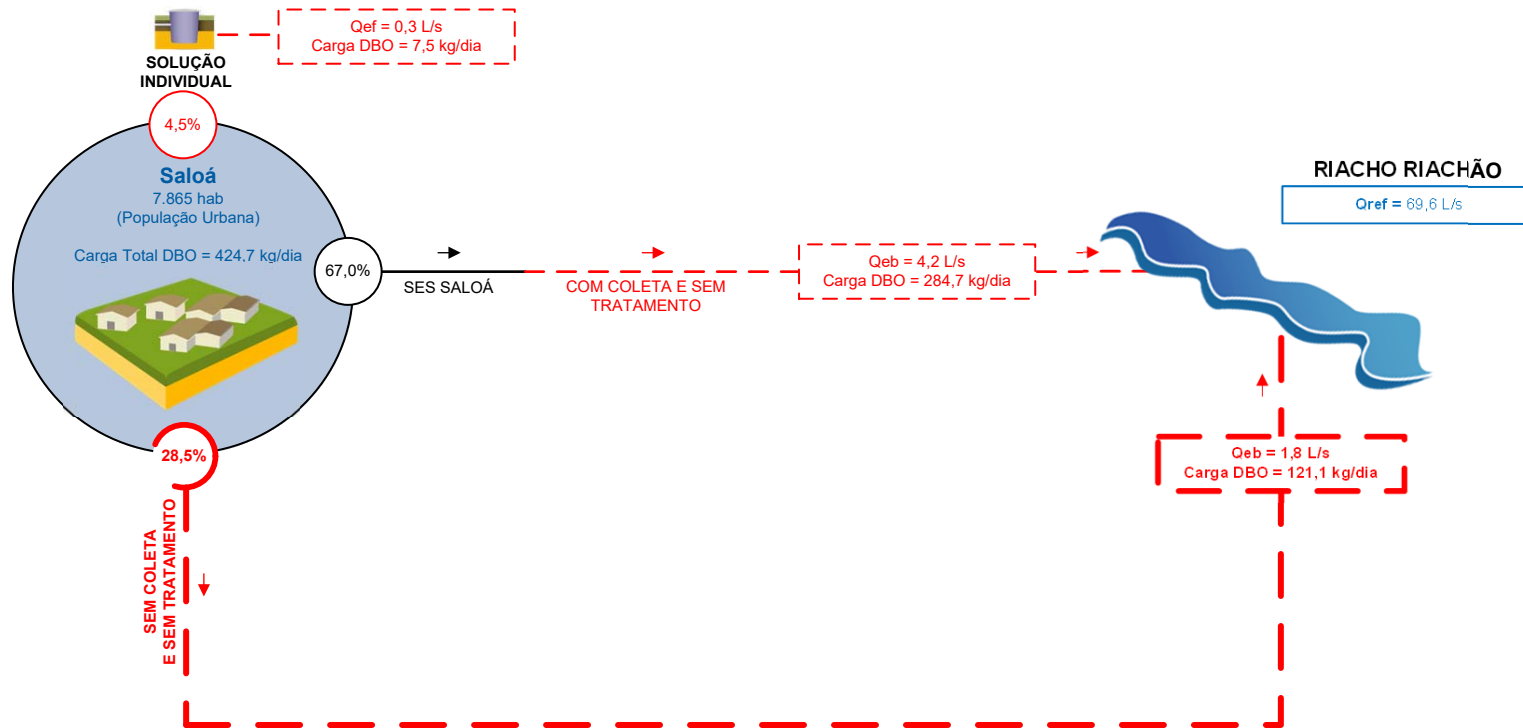 Qef = 0,3 L/s
Carga DBO = 7,5 kg/dia
SOLUÇÃO
INDIVIDUAL
4,5%
Saloá
7.865 hab
(População Urbana)
Carga Total DBO = 424,7 kg/dia
67,0%
SES SALOÁ
COM COLETA E SEM
TRATAMENTO
Qeb = 4,2 L/s
Carga DBO = 284,7 kg/dia
RIACHO RIACHÃO
Qref = 69,6 L/s
28,5%
SEM COLETA
E SEM TRATAMENTO
Qeb = 1,8 L/s
Carga DBO = 121,1 kg/dia